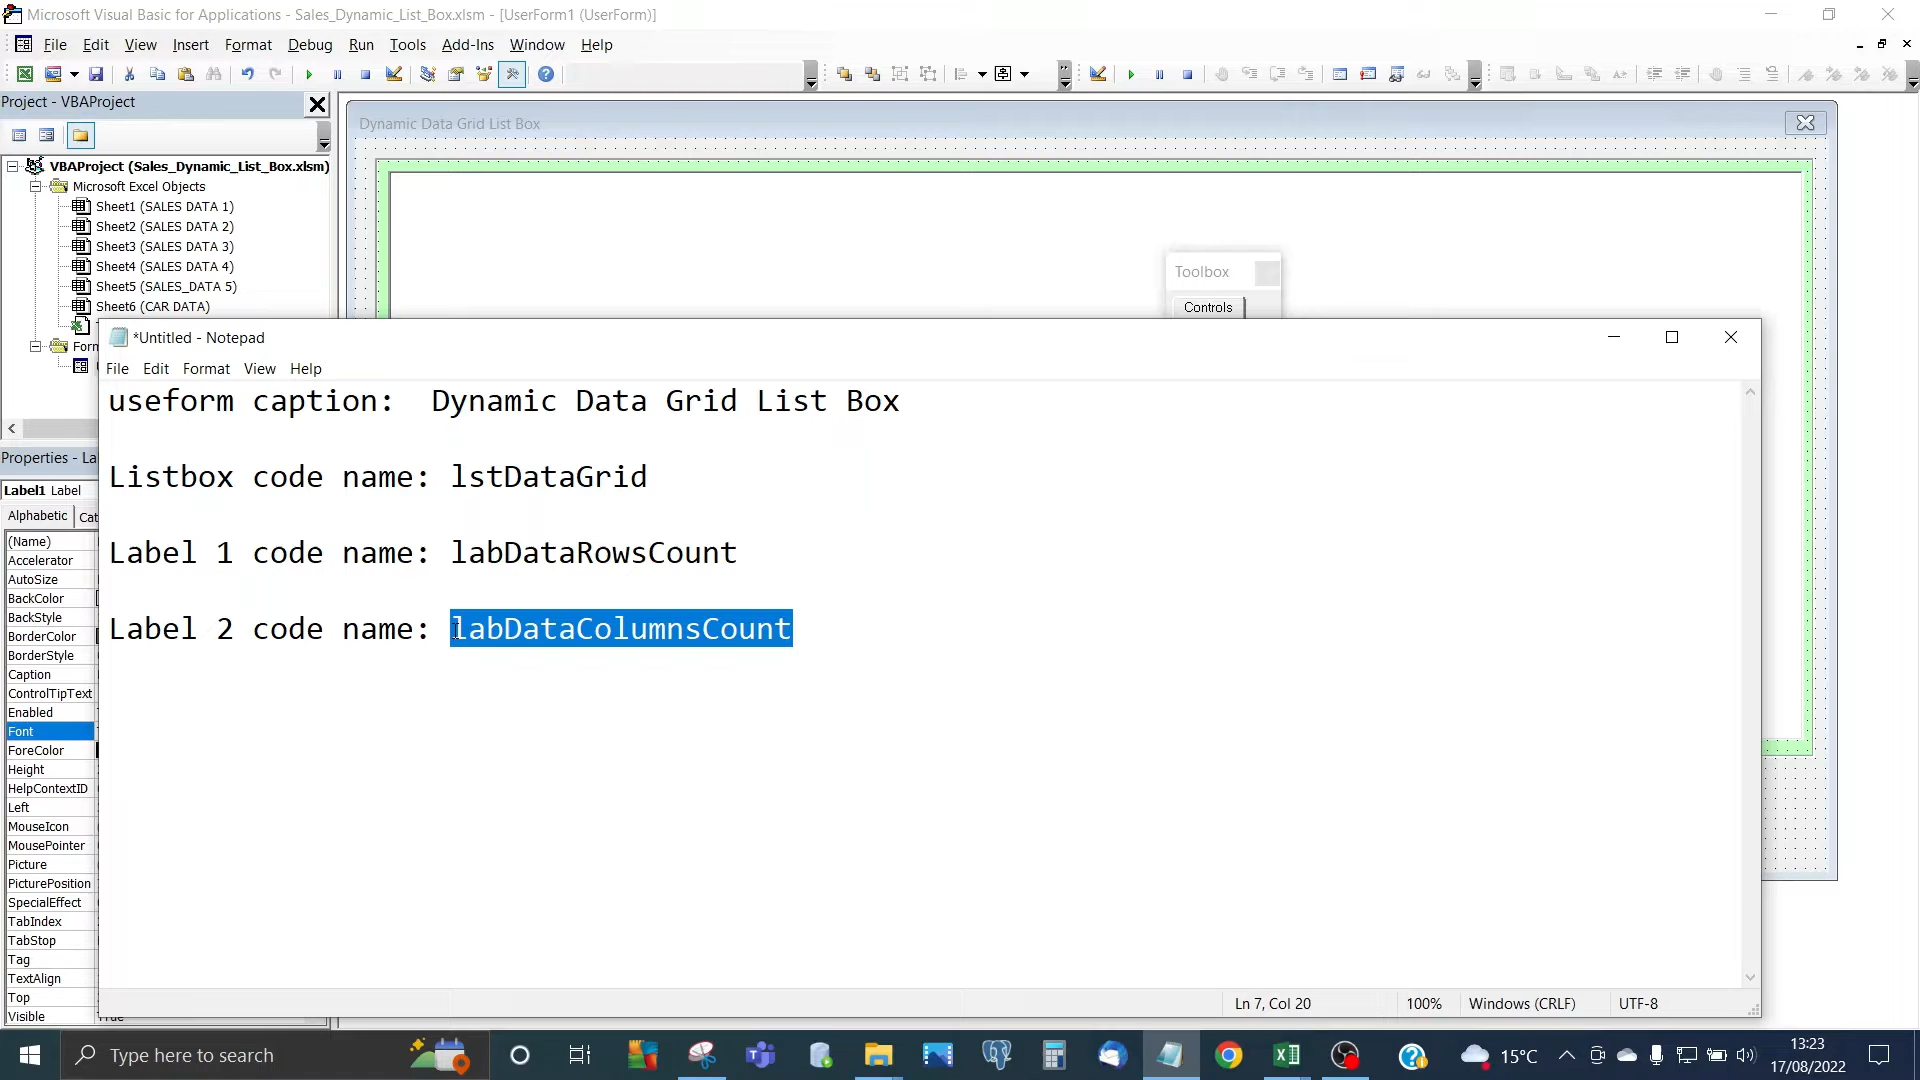 Microsoft Visual Basic for Applications - Sales_Dynamic_List_Box.xlsm - [UserForm1 (UserForm)]
File Edit View Insert Format Debug Run Tools Add-Ins Window Help
Project - VBAProject
VBAProject (Sales_Dynamic_List_Box.xlsm)
Microsoft Excel Objects
Sheet1 (SALES DATA 1)
Sheet2 (SALES DATA 2)
Sheet3 (SALES DATA 3)
Sheet4 (SALES DATA 4)
Sheet5 (SALES_DATA 5)
Sheet6 (CAR DATA)
Dynamic Data Grid List Box
Toolbox
Controls
*Untitled - Notepad
File Edit Format View Help
useform caption:  Dynamic Data Grid List Box
Listbox code name: lstDataGrid
Label 1 code name: labDataRowsCount
Label 2 code name: labDataColumnsCount
Ln 7, Col 20
100%
Windows (CRLF)
UTF-8
Properties - La
Label1 Label
Alphabetic
Cat
(Name)
Accelerator
AutoSize
BackColor
BackStyle
BorderColor
BorderStyle
Caption
ControlTipText
Enabled
Font
ForeColor
Height
HelpContextID
Left
MouseIcon
MousePointer
Picture
PicturePosition
SpecialEffect
TabIndex
TabStop
Tag
TextAlign
Top
Visible
Type here to search
15°C
13:23
17/08/2022